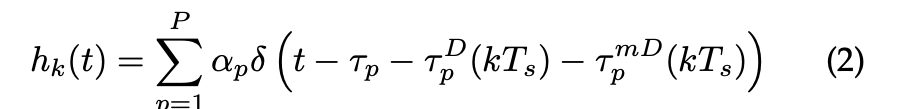 h_k(t) = \sum_{p=1}^{P} \alpha_p \delta \left( t - \tau_p - \tau_p^D(kT_s) - \tau_p^{mD}(kT_s) \right) (2)